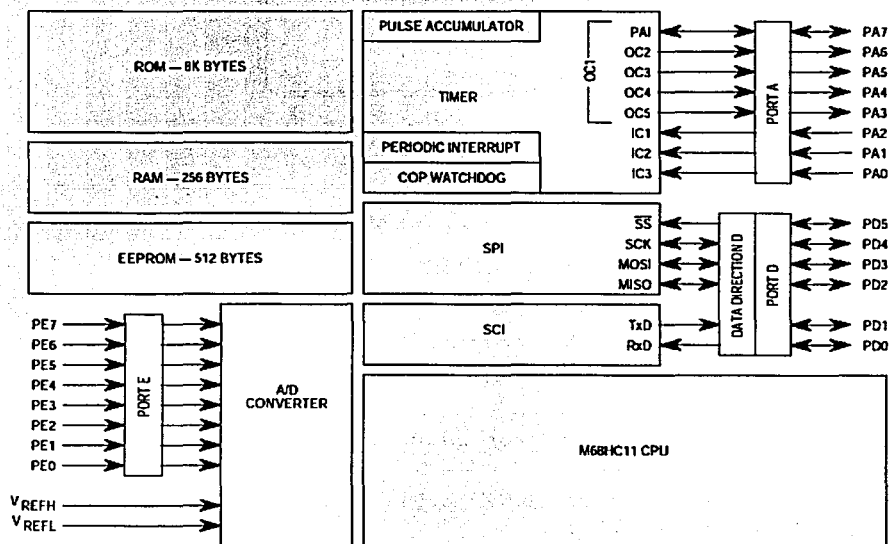 ROM — 8K BYTES
RAM — 256 BYTES
EEPROM — 512 BYTES
PULSE ACCUMULATOR
TIMER
PERIODIC INTERRUPT
COP WATCHDOG
OC1
PAI
OC2
OC3
OC4
OC5
IC1
IC2
IC3
PORT A
PA7
PA6
PA5
PA4
PA3
PA2
PA1
PA0
SPI
SS
SCK
MOSI
MISO
SCI
TxD
RxD
DATA DIRECTION D
PORT D
PD5
PD4
PD3
PD2
PD1
PD0
PE7
PE6
PE5
PE4
PE3
PE2
PE1
PE0
PORT E
VREFH
VREFL
A/D
CONVERTER
M68HC11 CPU